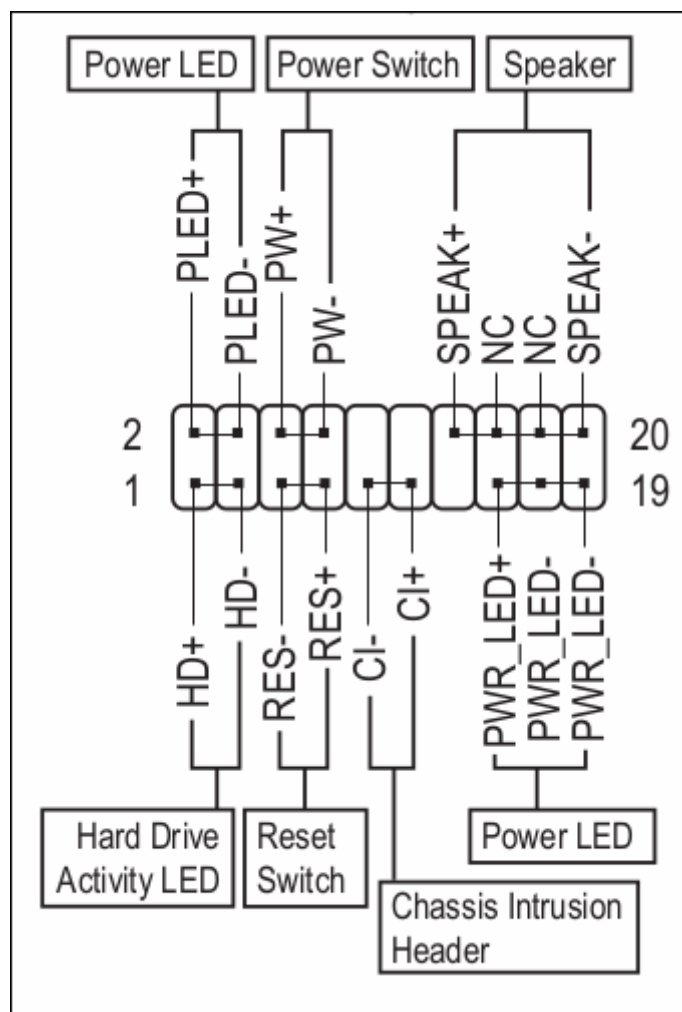 Power LED
Power Switch
Speaker
PLED+
PLED-
PW+
PW-
SPEAK+
NC
NC
SPEAK-
2
20
1
19
HD+
HD-
RES-
RES+
CI-
CI+
PWR_LED+
PWR_LED-
PWR_LED-
Hard Drive
Activity LED
Reset
Switch
Power LED
Chassis Intrusion
Header